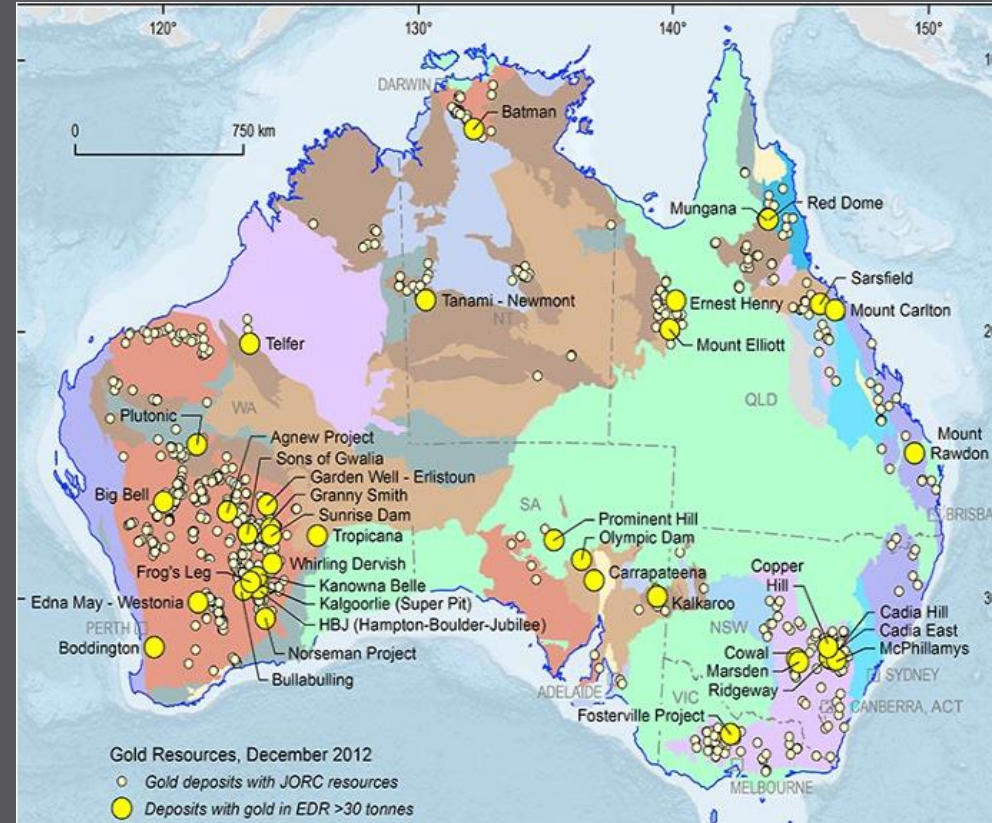 120°
130°
140°
150°
DARWIN
Batman
0
750 km
Mungana
Red Dome
Sarsfield
Ernest Henry
Mount Carlton
Tanami - Newmont
NT
Telfer
Mount Elliott
WA
QLD
Plutonic
Agnew Project
Sons of Gwalia
Mount
Rawdon
Garden Well - Erlistoun
Big Bell
Granny Smith
Sunrise Dam
SA
Prominent Hill
Tropicana
Olympic Dam
Whirling Dervish
Copper
Hill
Frog's Leg
Kanowna Belle
Carrapateena
Edna May - Westonia
Kalgoorlie (Super Pit)
Kalkaroo
30
Cadia Hill
PERTH
HBJ (Hampton-Boulder-Jubilee)
NSW
Cadia East
Boddington
Norseman Project
Cowal
McPhillamys
Marsden
SYDNEY
Bullabulling
ADELAIDE
VIC
Ridgeway
CANBERRA, ACT
Fosterville Project
Gold Resources, December 2012
Gold deposits with JORC resources
MELBOURNE
Deposits with gold in EDR >30 tonnes